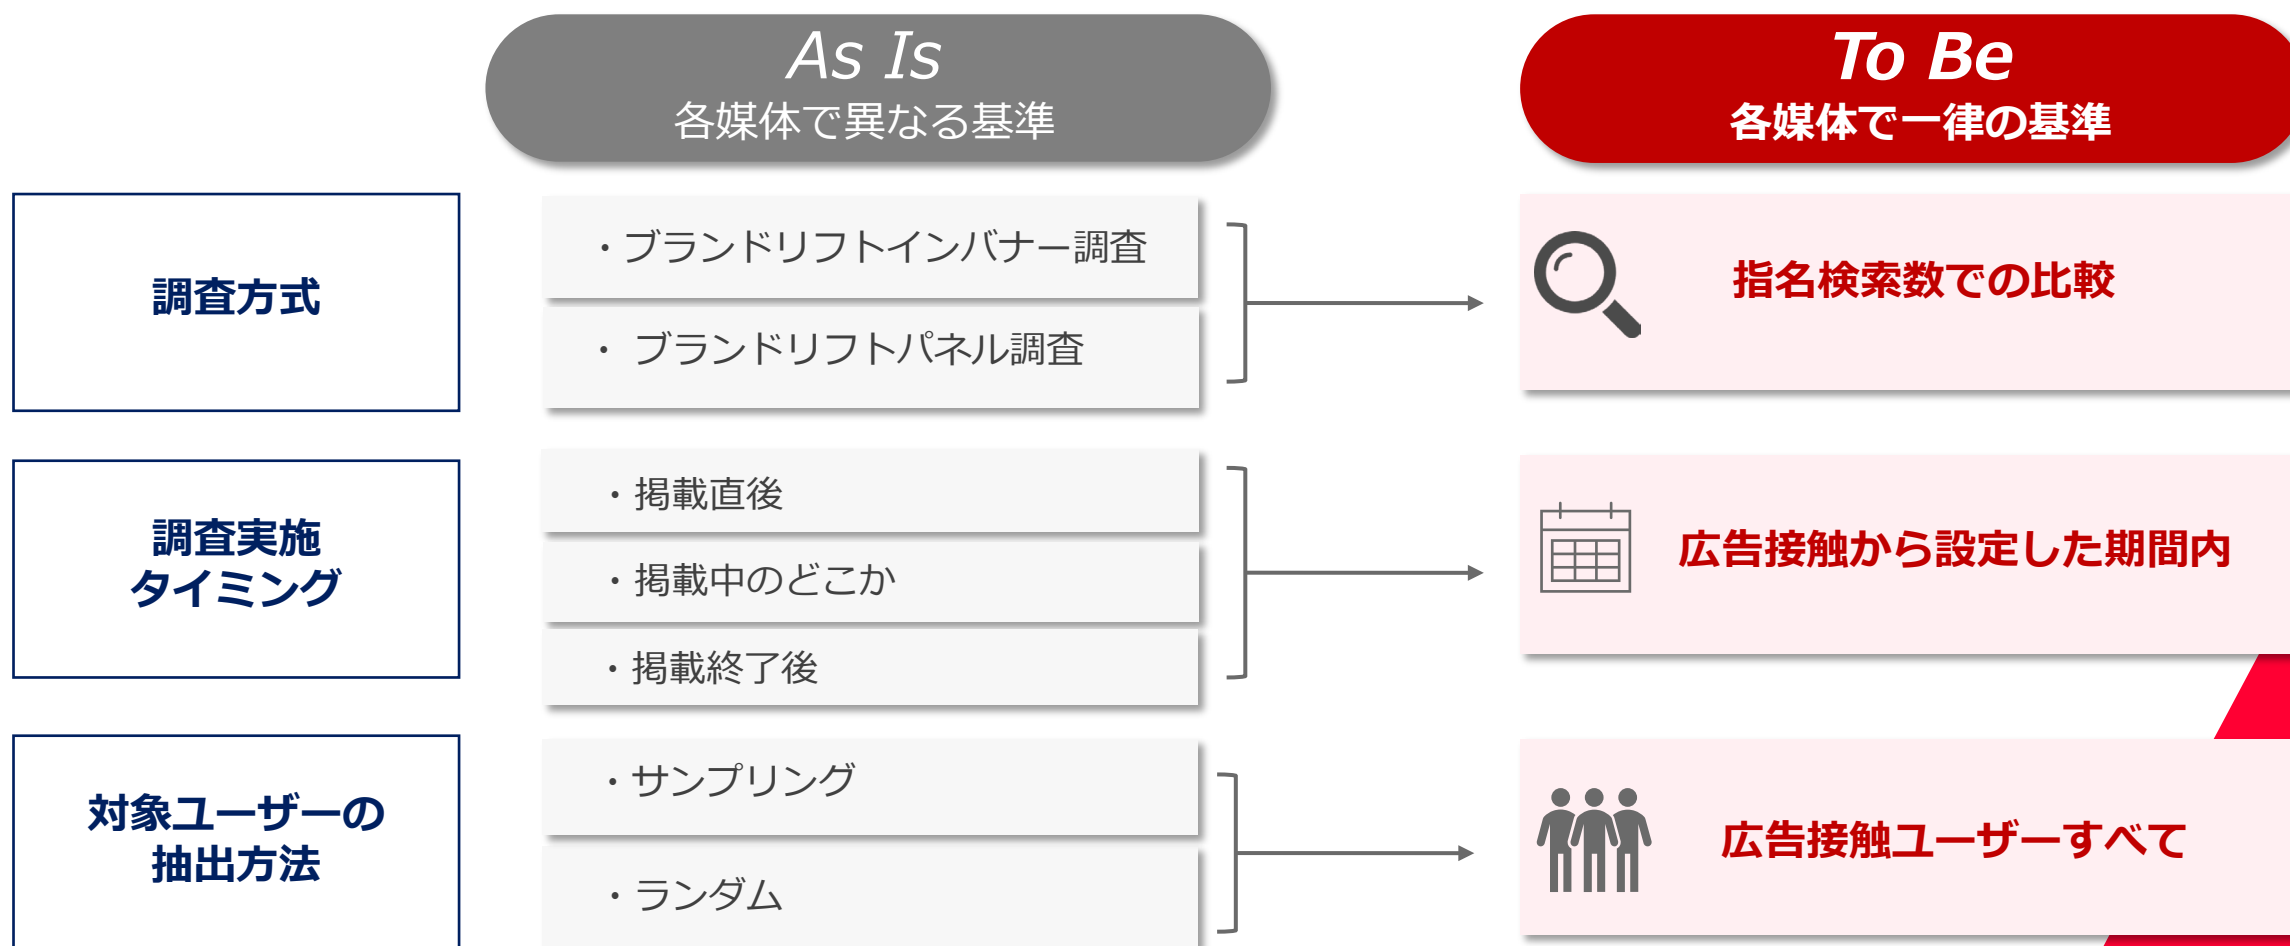 As Is
各媒体で異なる基準
To Be
各媒体で一律の基準
調査方式
・ブランドリフトインバナー調査
・ ブランドリフトパネル調査
指名検索数での比較
調査実施
タイミング
・掲載直後
・掲載中のどこか
・掲載終了後
広告接触から設定した期間内
対象ユーザーの
抽出方法
・サンプリング
・ランダム
広告接触ユーザーすべて